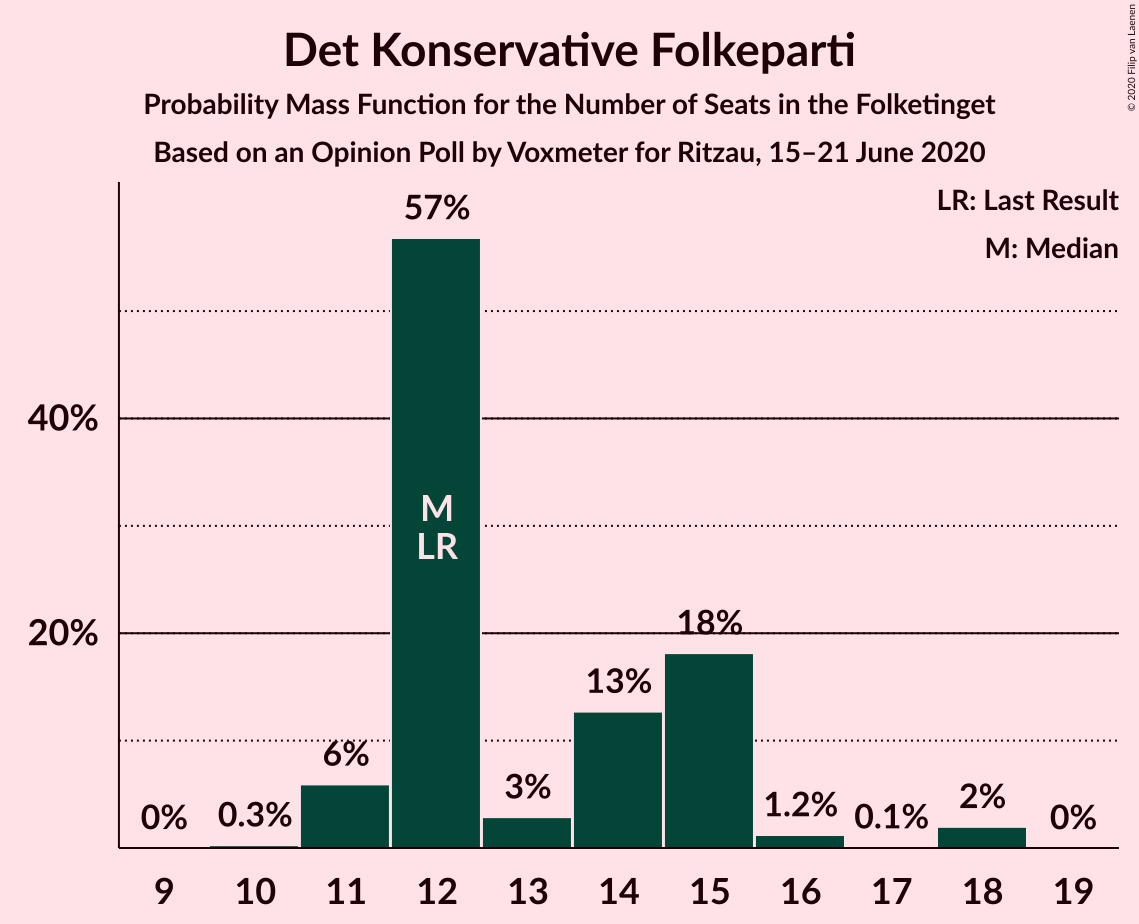 Det Konservative Folkeparti
Probability Mass Function for the Number of Seats in the Folketinget
Based on an Opinion Poll by Voxmeter for Ritzau, 15–21 June 2020
© 2020 Filip van Laenen
LR: Last Result
M: Median
57%
40%
M
LR
20%
18%
13%
6%
3%
2%
1.2%
0%
0.3%
0.1%
0%
9 10 11 12 13 14 15 16 17 18 19